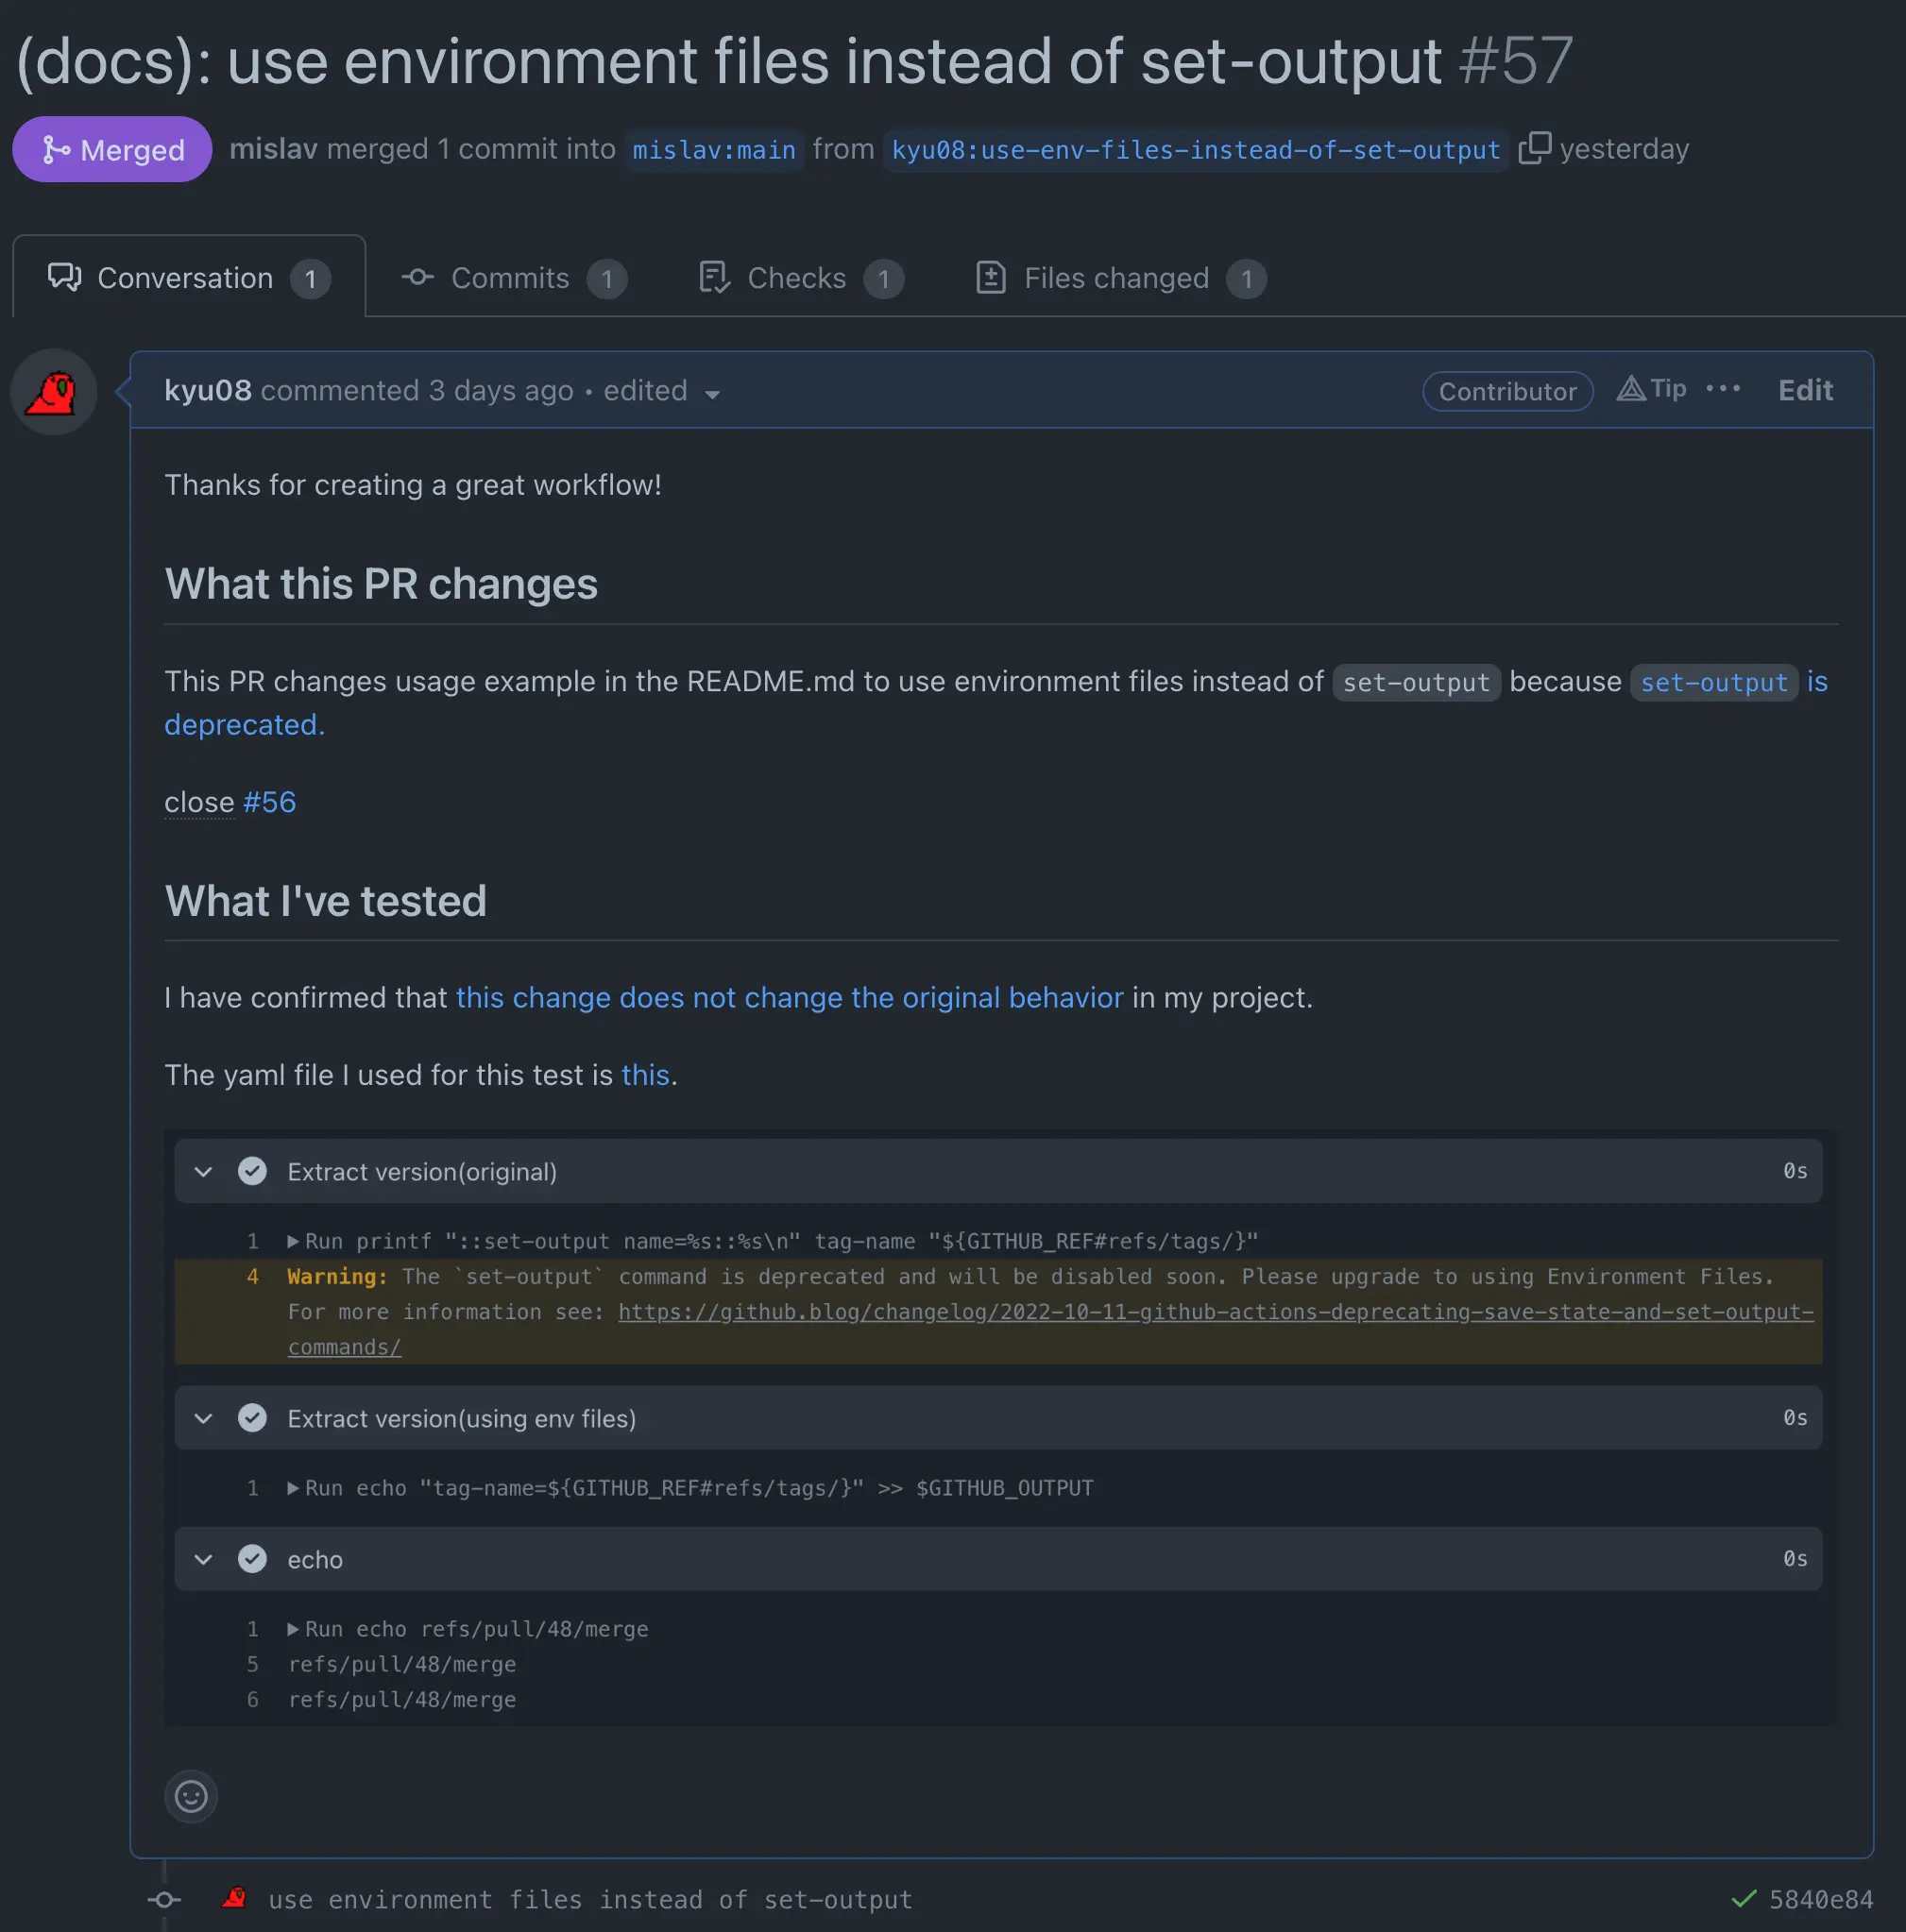 (docs): use environment files instead of set-output #57
Merged mislav merged 1 commit into mislav:main from kyu08:use-env-files-instead-of-set-output yesterday
Conversation 1 Commits 1 Checks 1 Files changed 1
kyu08 commented 3 days ago • edited Contributor Tip ··· Edit
Thanks for creating a great workflow!
What this PR changes
This PR changes usage example in the README.md to use environment files instead of set-output because set-output is
deprecated.
close #56
What I've tested
I have confirmed that this change does not change the original behavior in my project.
The yaml file I used for this test is this.
Extract version(original) 0s
1 Run printf "::set-output name=%s::%s\n" tag-name "${GITHUB_REF#refs/tags/}"
4 Warning: The `set-output` command is deprecated and will be disabled soon. Please upgrade to using Environment Files.
For more information see: https://github.blog/changelog/2022-10-11-github-actions-deprecating-save-state-and-set-output-
commands/
Extract version(using env files) 0s
1 Run echo "tag-name=${GITHUB_REF#refs/tags/}" >> $GITHUB_OUTPUT
echo 0s
1 Run echo refs/pull/48/merge
5 refs/pull/48/merge
6 refs/pull/48/merge
use environment files instead of set-output 5840e84